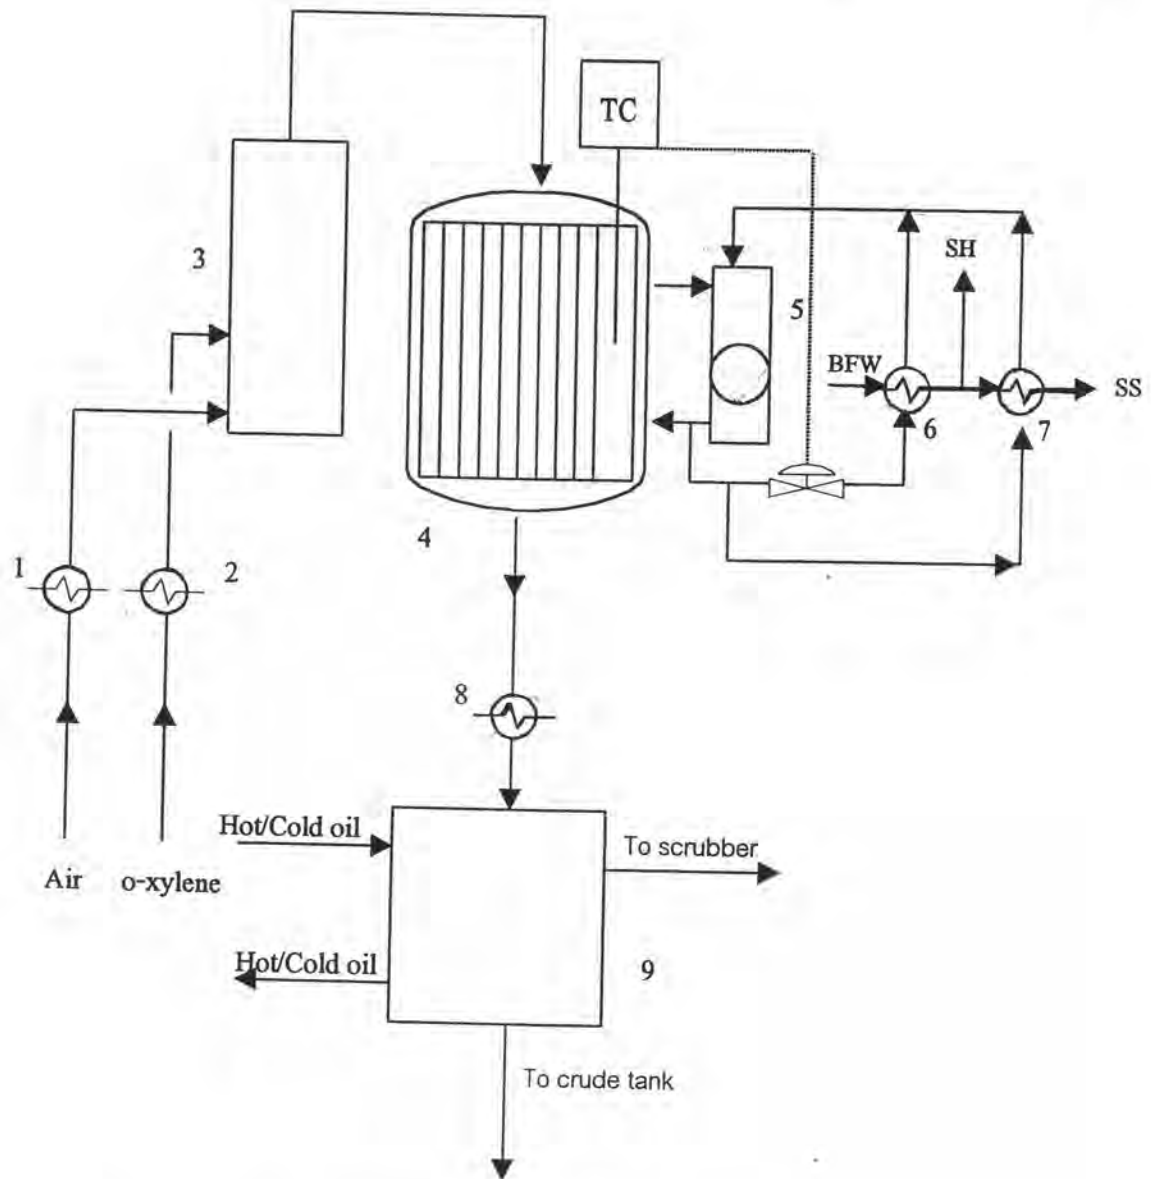 TC
3
SH
5
BFW
SS
6
7
4
1
2
8
Hot/Cold oil
To scrubber
Air
o-xylene
Hot/Cold oil
9
To crude tank